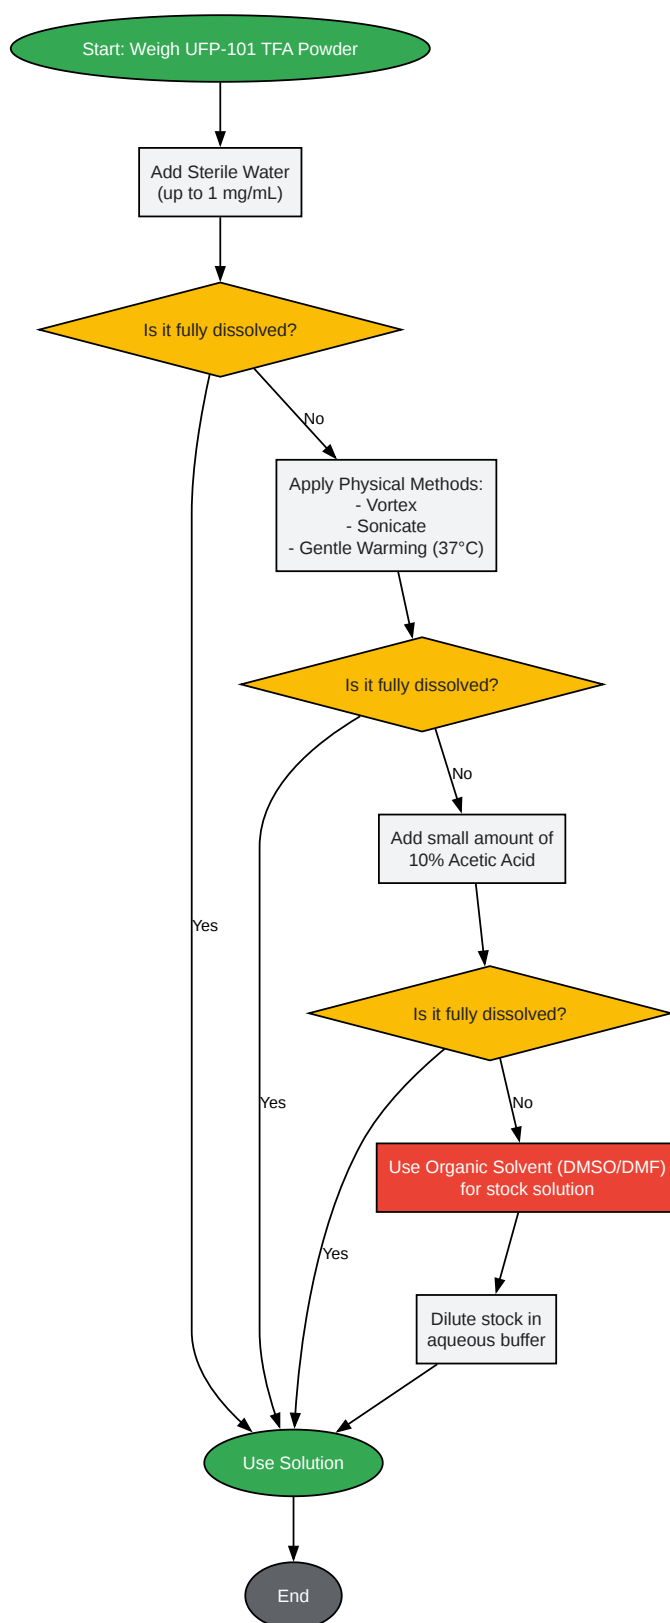 Start: Weigh UFP-101 TFA Powder
Add Sterile Water
(up to 1 mg/mL)
Is it fully dissolved?
No
Apply Physical Methods:
- Vortex
- Sonicate
- Gentle Warming (37°C)
Is it fully dissolved?
No
Add small amount of
10% Acetic Acid
Yes
Is it fully dissolved?
Yes
No
Use Organic Solvent (DMSO/DMF)
for stock solution
Yes
Dilute stock in
aqueous buffer
Use Solution
End